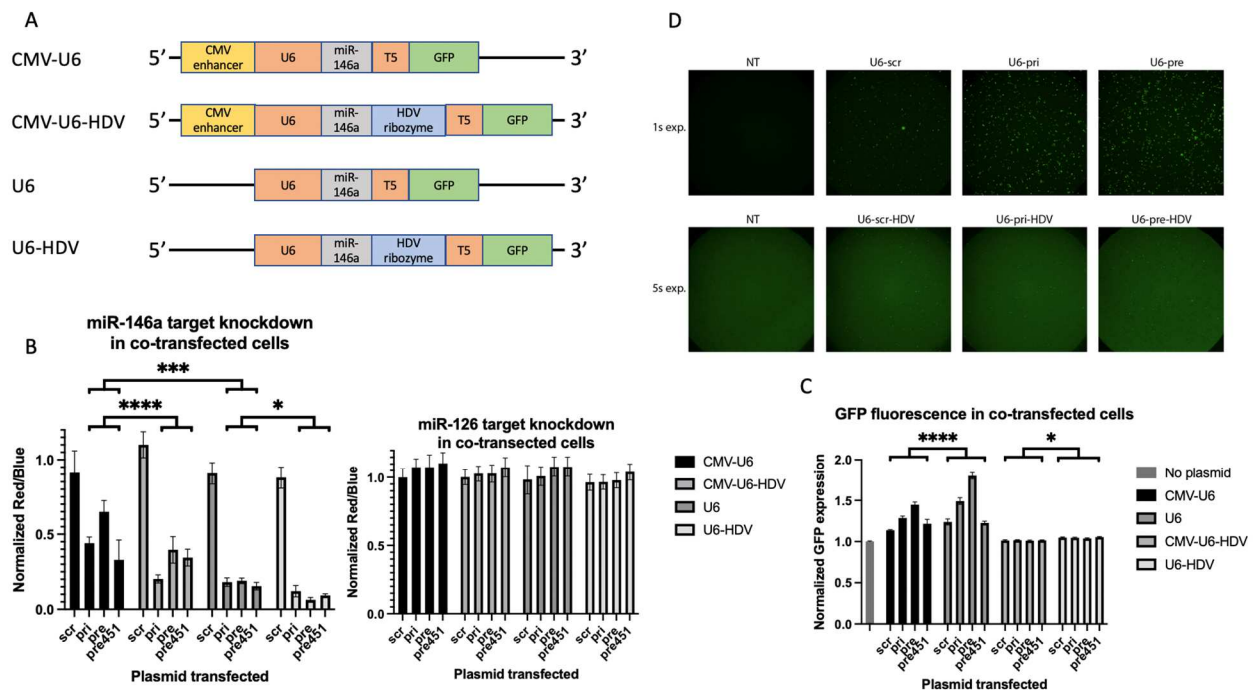 A
CMV-U6
5’
CMV
enhancer
U6
miR-
146a
T5
GFP
3’
CMV-U6-HDV
5’
CMV
enhancer
U6
miR-
146a
HDV
ribozyme
T5
GFP
3’
U6
5’
U6
miR-
146a
T5
GFP
3’
U6-HDV
5’
U6
miR-
146a
HDV
ribozyme
T5
GFP
3’
B
miR-146a target knockdown
in co-transfected cells
***
****
*
Normalized Red/Blue
1.0
0.5
0.0
scr
pri
pre
pre451
scr
pri
pre
pre451
scr
pri
pre
pre451
scr
pri
pre
pre451
Plasmid transfected
miR-126 target knockdown
in co-transected cells
Normalized Red/Blue
1.0
0.5
0.0
scr
pri
pre
pre451
scr
pri
pre
pre451
scr
pri
pre
pre451
scr
pri
pre
pre451
Plasmid transfected
CMV-U6
CMV-U6-HDV
U6
U6-HDV
D
NT
U6-scr
U6-pri
U6-pre
1s exp.
NT
U6-scr-HDV
U6-pri-HDV
U6-pre-HDV
5s exp.
C
GFP fluorescence in co-transfected cells
****
*
Normalized GFP expression
2.0
1.5
1.0
0.5
0.0
scr
pri
pre
pre451
scr
pri
pre
pre451
scr
pri
pre
pre451
scr
pri
pre
pre451
Plasmid transfected
No plasmid
CMV-U6
U6
CMV-U6-HDV
U6-HDV